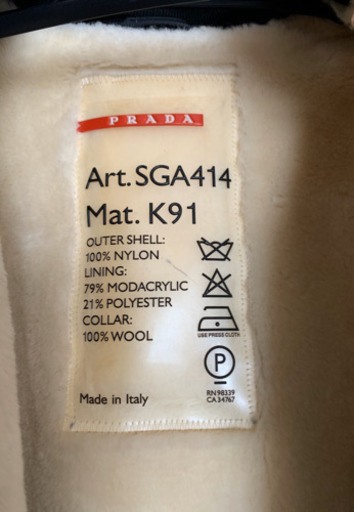 PRADA
Art. SGA414
Mat. K91
OUTER SHELL:
100% NYLON
LINING:
79% MODACRYLIC
21% POLYESTER
COLLAR:
100% WOOL
USE PRESS CLOTH
P
Made in Italy
RN 98339
CA 34767